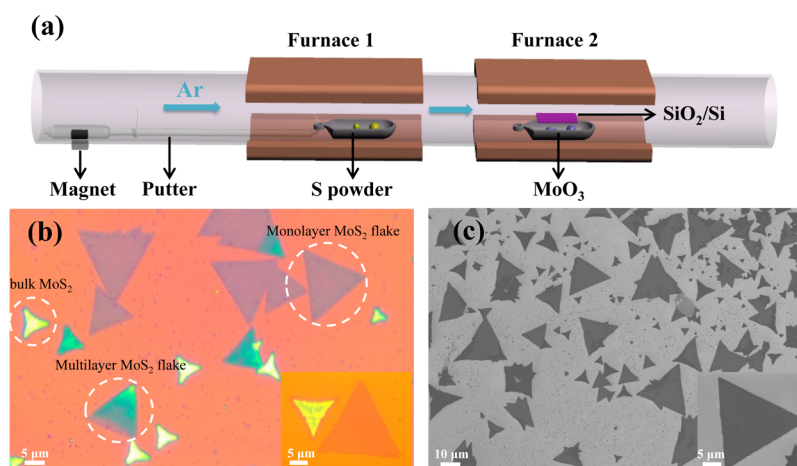 (a)
Furnace 1
Furnace 2
Ar
SiO₂/Si
Magnet
Putter
S powder
MoO₃
(b)
Monolayer MoS₂ flake
bulk MoS₂
Multilayer MoS₂ flake
5 μm
5 μm
(c)
10 μm
5 μm